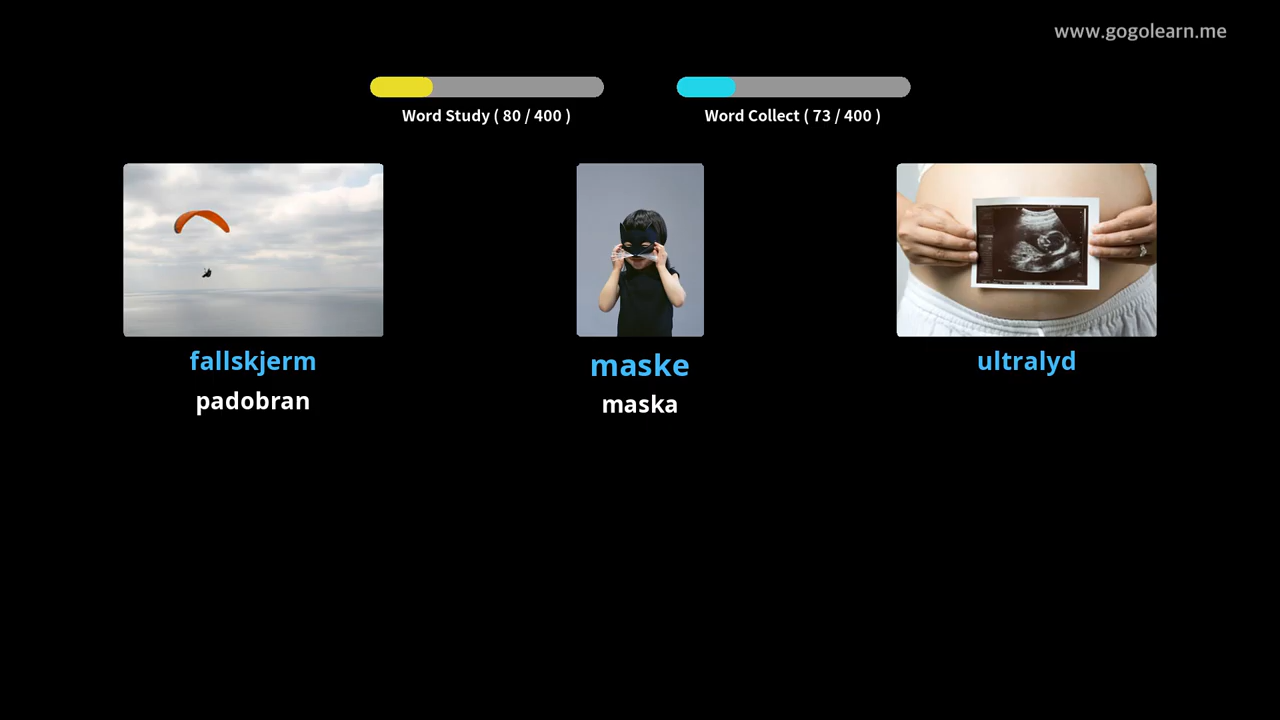 www.gogolearn.me
Word Study ( 80 / 400 )
Word Collect ( 73 / 400 )
fallskjerm
padobran
maske
maska
ultralyd